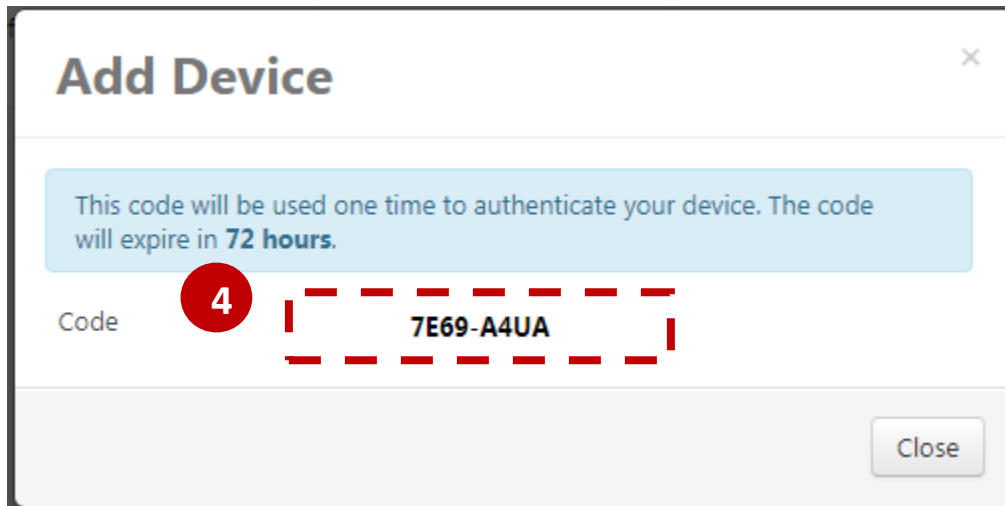 Add Device
×
This code will be used one time to authenticate your device. The code
will expire in 72 hours.
4
Code 7E69-A4UA
Close